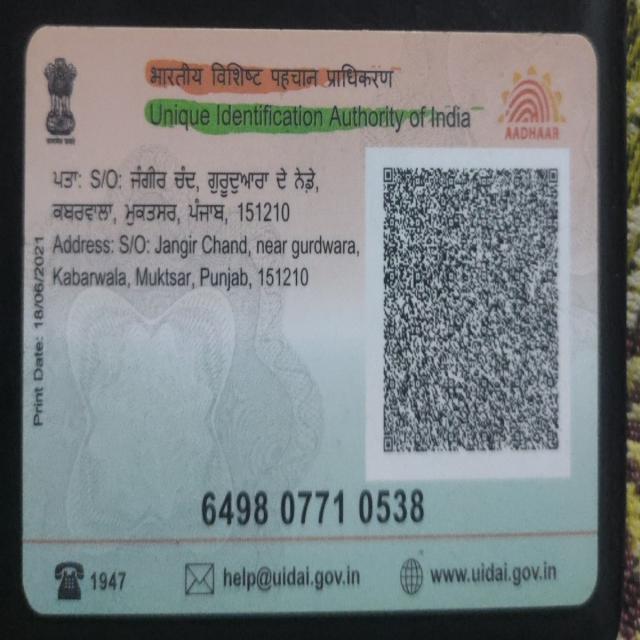 भारतीय विशिष्ट पहचान प्राधिकरण
Unique Identification Authority of India
AADHAAR
ਪਤਾ: S/O: ਜੰਗੀਰ ਚੰਦ, ਗੁਰੂਦੁਆਰਾ ਦੇ ਨੇੜੇ,
ਕਬਰਵਾਲਾ, ਮੁਕਤਸਰ, ਪੰਜਾਬ, 151210
Address: S/O: Jangir Chand, near gurdwara,
Kabarwala, Muktsar, Punjab, 151210
Print Date: 18/06/2021
6498 0771 0538
1947
help@uidai.gov.in
www.uidai.gov.in